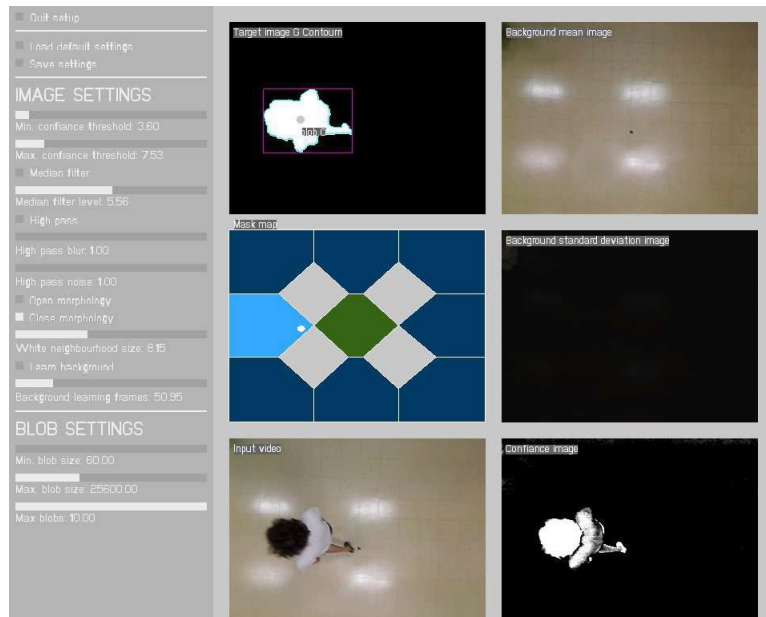 Quit setup
Load default settings
Save settings
IMAGE SETTINGS
Min. confiance threshold: 3.60
Max. confiance threshold: 7.53
Median filter
Median filter level: 5.56
High pass
High pass blur: 1.00
High pass noise: 1.00
Open morphology
Close morphology
White neighbourhood size: 6.15
Learn background
Background learning frames: 50.95
BLOB SETTINGS
Min. blob size: 60.00
Max. blob size: 25600.00
Max blobs: 10.00
Target image & Contourn
blob 0
Background mean image
Mask map
Background standard deviation image
Input video
Confiance image